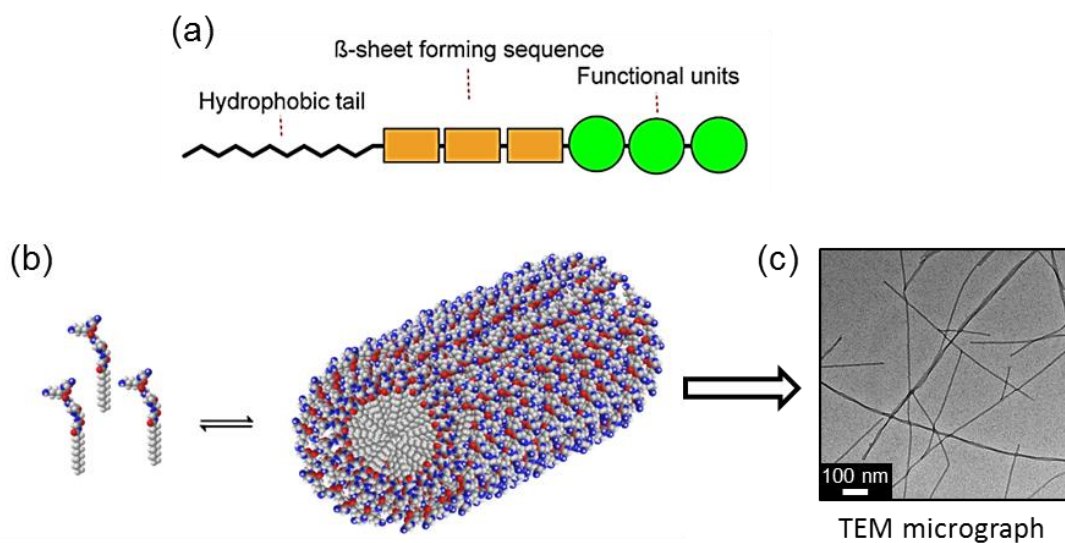 (a)
ß-sheet forming sequence
Functional units
Hydrophobic tail
(b)
(c)
100 nm
TEM micrograph